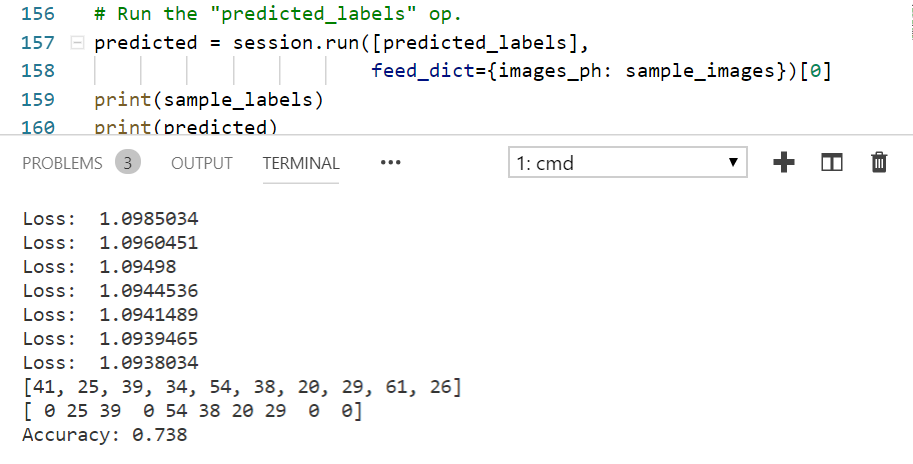 156 # Run the "predicted_labels" op.
157 predicted = session.run([predicted_labels],
158 feed_dict={images_ph: sample_images})[0]
159 print(sample_labels)
160 print(predicted)
PROBLEMS 3 OUTPUT TERMINAL ••• 1: cmd
Loss:  1.0985034
Loss:  1.0960451
Loss:  1.09498
Loss:  1.0944536
Loss:  1.0941489
Loss:  1.0939465
Loss:  1.0938034
[41, 25, 39, 34, 54, 38, 20, 29, 61, 26]
[ 0 25 39  0 54 38 20 29  0  0]
Accuracy: 0.738